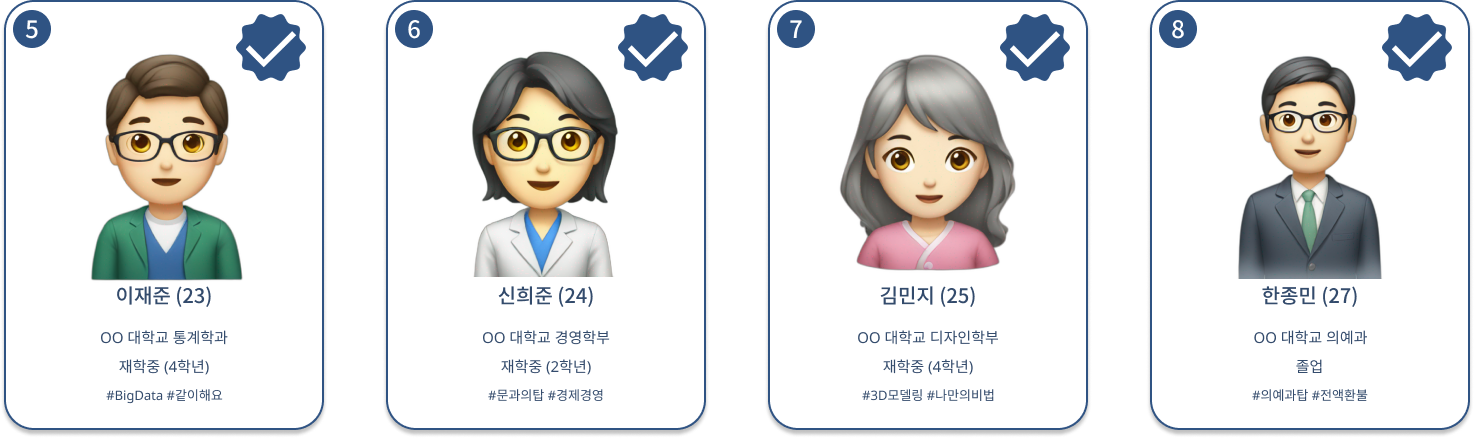 5
이재준 (23)
OO 대학교 통계학과
재학중 (4학년)
#BigData #같이해요
6
신희준 (24)
OO 대학교 경영학부
재학중 (2학년)
#문과의탑 #경제경영
7
김민지 (25)
OO 대학교 디자인학부
재학중 (4학년)
#3D모델링 #나만의비법
8
한종민 (27)
OO 대학교 의예과
졸업
#의예과탑 #전액환불